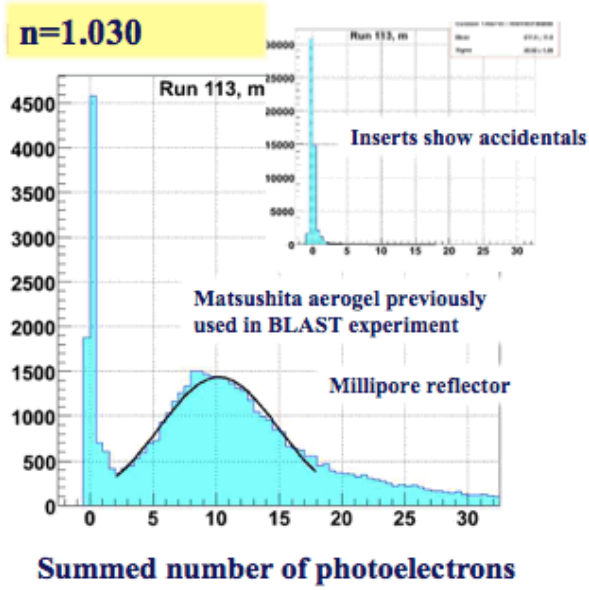 n=1.030
Run 113, m
Inserts show accidentals
30000
25000
20000
15000
10000
5000
0
0 5 10 15 20 25 30
Run 113, m
4500
4000
3500
3000
2500
2000
1500
1000
500
0
0 5 10 15 20 25 30
Matsushita aerogel previously
used in BLAST experiment
Millipore reflector
Summed number of photoelectrons